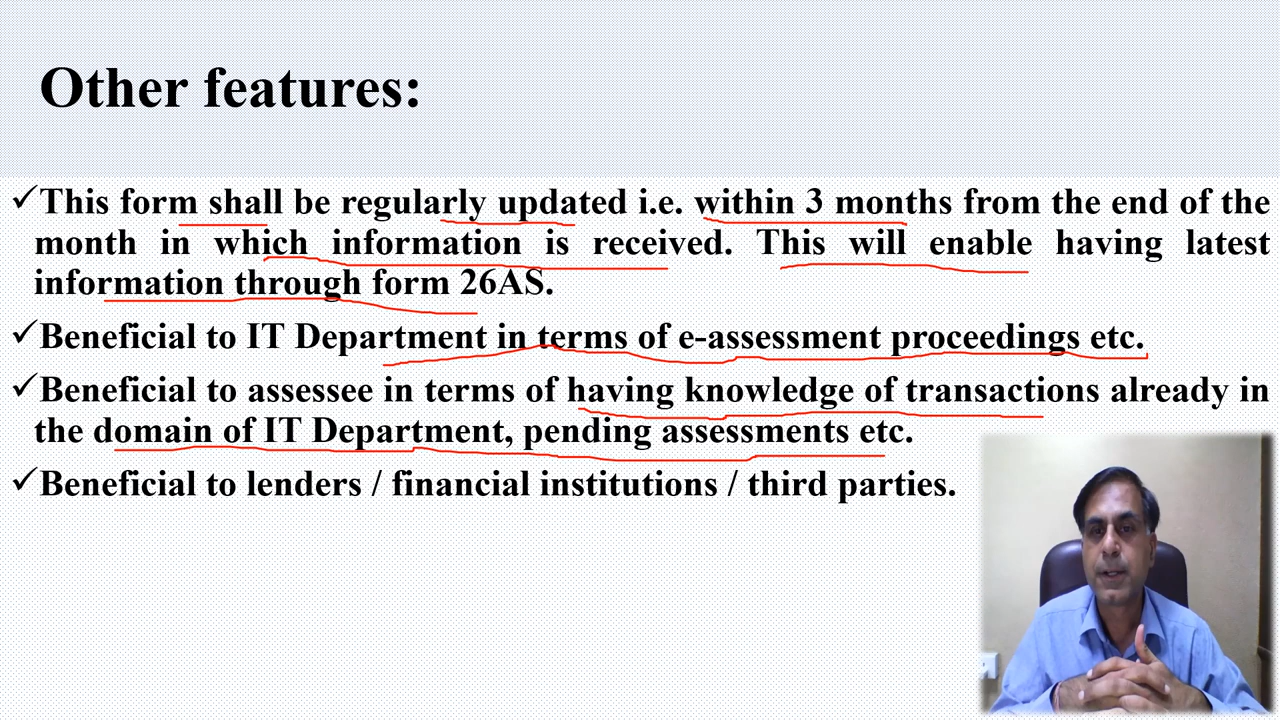 Other features:
✓This form shall be regularly updated i.e. within 3 months from the end of the
month in which information is received. This will enable having latest
information through form 26AS.
✓Beneficial to IT Department in terms of e-assessment proceedings etc.
✓Beneficial to assessee in terms of having knowledge of transactions already in
the domain of IT Department, pending assessments etc.
✓Beneficial to lenders / financial institutions / third parties.